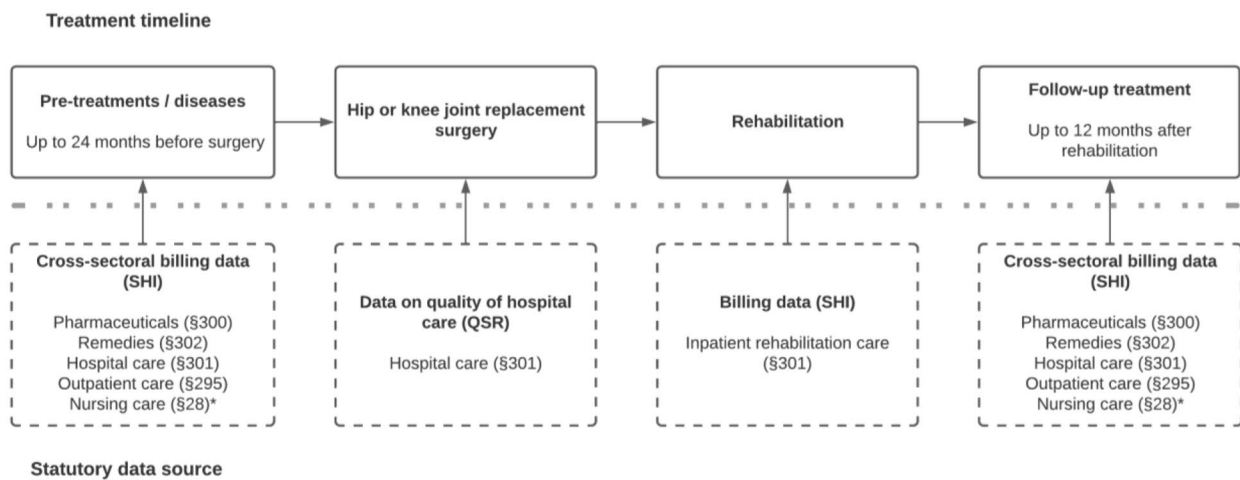 Treatment timeline
Pre-treatments / diseases
Up to 24 months before surgery
Hip or knee joint replacement
surgery
Rehabilitation
Follow-up treatment
Up to 12 months after
rehabilitation
Cross-sectoral billing data
(SHI)
Pharmaceuticals (§300)
Remedies (§302)
Hospital care (§301)
Outpatient care (§295)
Nursing care (§28)*
Data on quality of hospital
care (QSR)
Hospital care (§301)
Billing data (SHI)
Inpatient rehabilitation care
(§301)
Cross-sectoral billing data
(SHI)
Pharmaceuticals (§300)
Remedies (§302)
Hospital care (§301)
Outpatient care (§295)
Nursing care (§28)*
Statutory data source